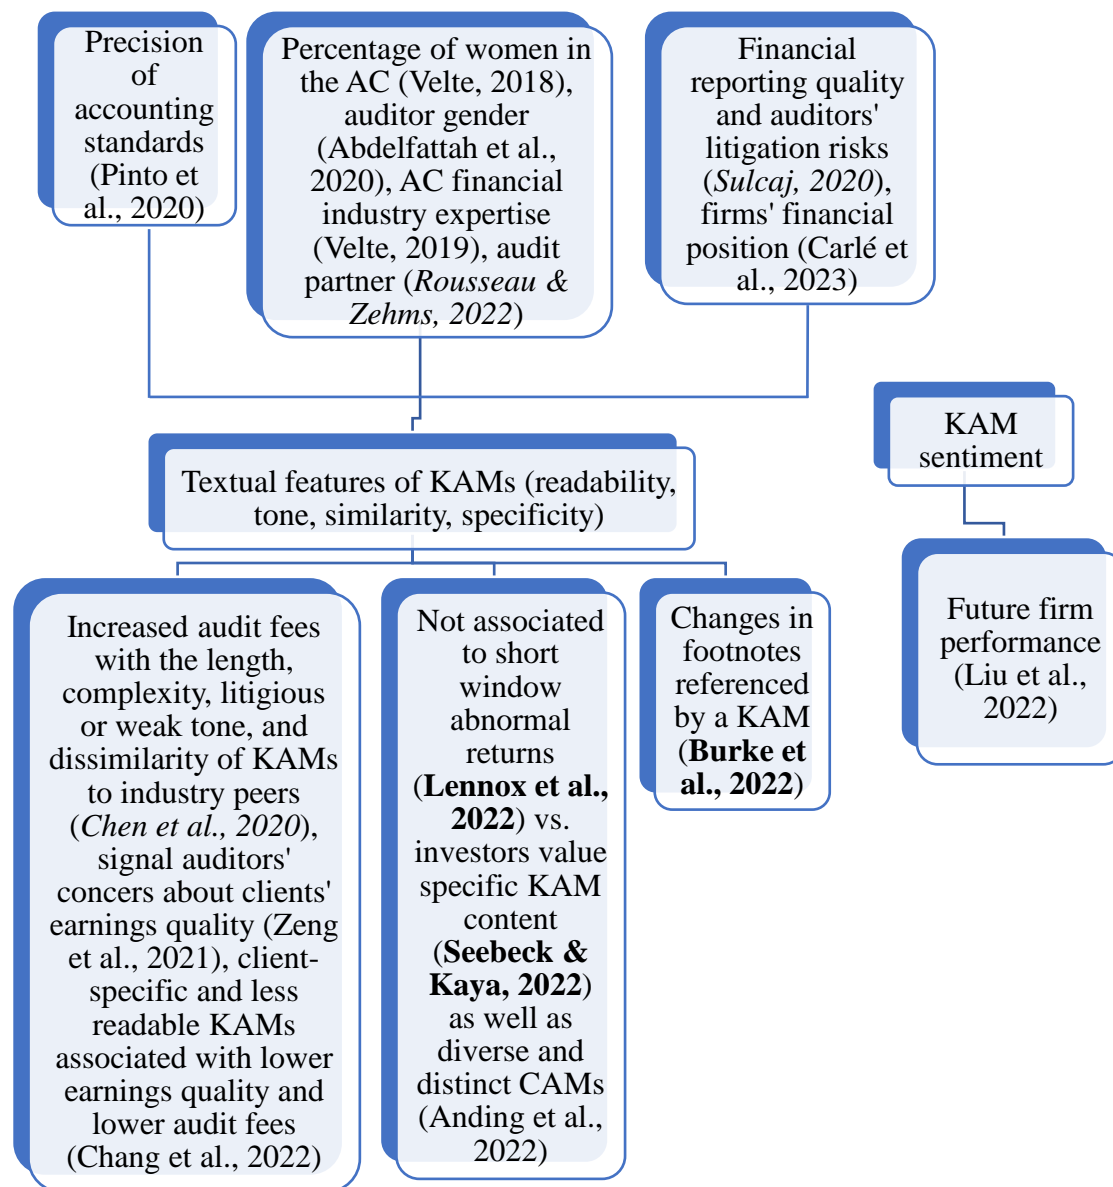 Precision
of
accounting
standards
(Pinto et
al., 2020)
Percentage of women in
the AC (Velte, 2018),
auditor gender
(Abdelfattah et al.,
2020), AC financial
industry expertise
(Velte, 2019), audit
partner (Rousseau &
Zehms, 2022)
Financial
reporting quality
and auditors'
litigation risks
(Sulcaj, 2020),
firms' financial
position (Carlé et
al., 2023)
Textual features of KAMs (readability,
tone, similarity, specificity)
KAM
sentiment
Increased audit fees
with the length,
complexity, litigious
or weak tone, and
dissimilarity of KAMs
to industry peers
(Chen et al., 2020),
signal auditors'
concers about clients'
earnings quality (Zeng
et al., 2021), client-
specific and less
readable KAMs
associated with lower
earnings quality and
lower audit fees
(Chang et al., 2022)
Not associated
to short
window
abnormal
returns
(Lennox et al.,
2022) vs.
investors value
specific KAM
content
(Seebeck &
Kaya, 2022)
as well as
diverse and
distinct CAMs
(Anding et al.,
2022)
Changes in
footnotes
referenced
by a KAM
(Burke et
al., 2022)
Future firm
performance
(Liu et al.,
2022)